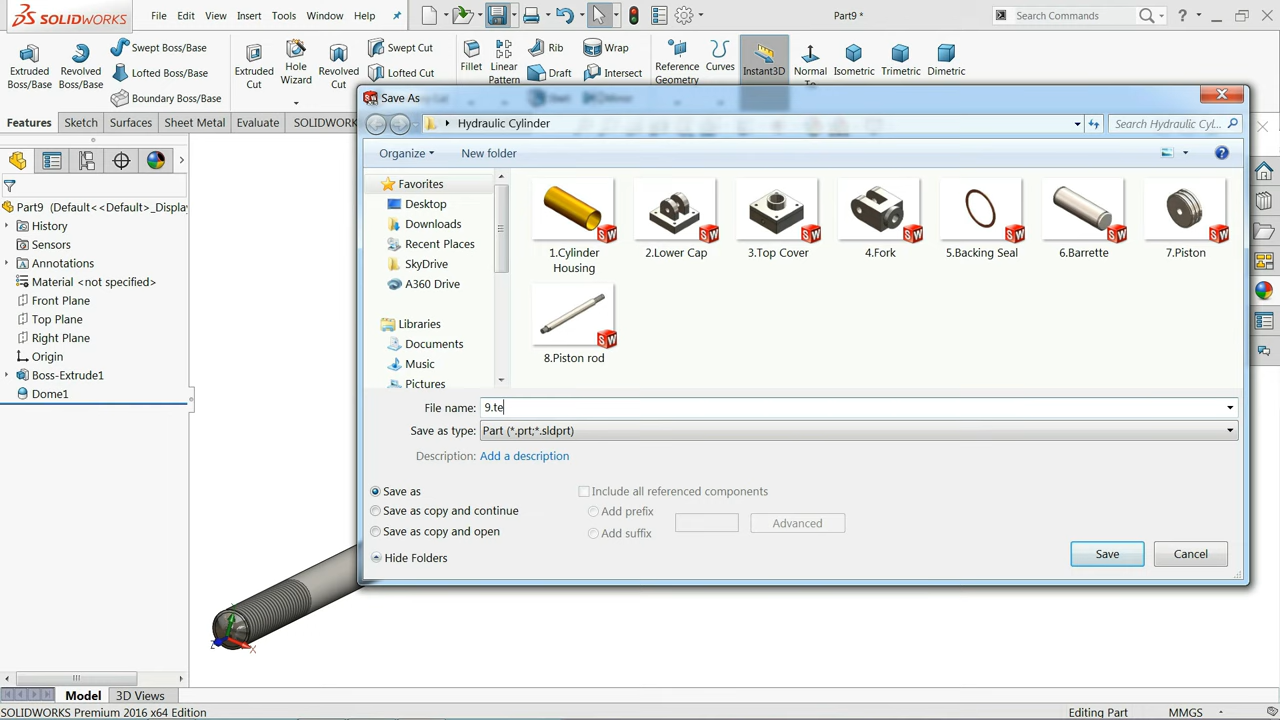 SOLIDWORKS
File Edit View Insert Tools Window Help
Part9 *
Search Commands
Extruded Boss/Base
Revolved Boss/Base
Swept Boss/Base
Lofted Boss/Base
Boundary Boss/Base
Extruded Cut
Hole Wizard
Revolved Cut
Swept Cut
Lofted Cut
Fillet
Linear Pattern
Rib
Draft
Wrap
Intersect
Reference Geometry
Curves
Instant3D
Normal
Isometric
Trimetric
Dimetric
Features Sketch Surfaces Sheet Metal Evaluate SOLIDWORKS
Part9 (Default<<Default>_Displa
History
Sensors
Annotations
Material <not specified>
Front Plane
Top Plane
Right Plane
Origin
Boss-Extrude1
Dome1
Save As
Hydraulic Cylinder
Search Hydraulic Cyl...
Organize
New folder
Favorites
Desktop
Downloads
Recent Places
SkyDrive
A360 Drive
Libraries
Documents
Music
Pictures
1.Cylinder Housing
2.Lower Cap
3.Top Cover
4.Fork
5.Backing Seal
6.Barrette
7.Piston
8.Piston rod
File name: 9.te
Save as type: Part (*.prt;*.sldprt)
Description: Add a description
Save as
Save as copy and continue
Save as copy and open
Include all referenced components
Add prefix
Add suffix
Advanced
Hide Folders
Save
Cancel
Z
X
Model 3D Views
SOLIDWORKS Premium 2016 x64 Edition
Editing Part
MMGS